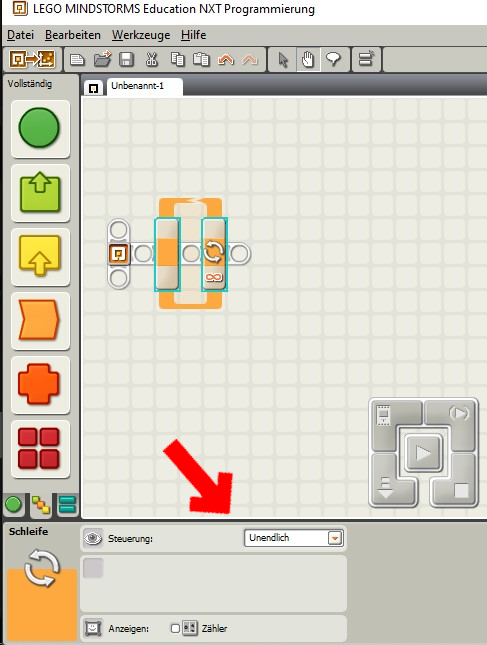 LEGO MINDSTORMS Education NXT Programmierung
Datei Bearbeiten Werkzeuge Hilfe
Vollständig
Unbenannt-1
Schleife
Steuerung:
Unendlich
Anzeigen:
Zähler